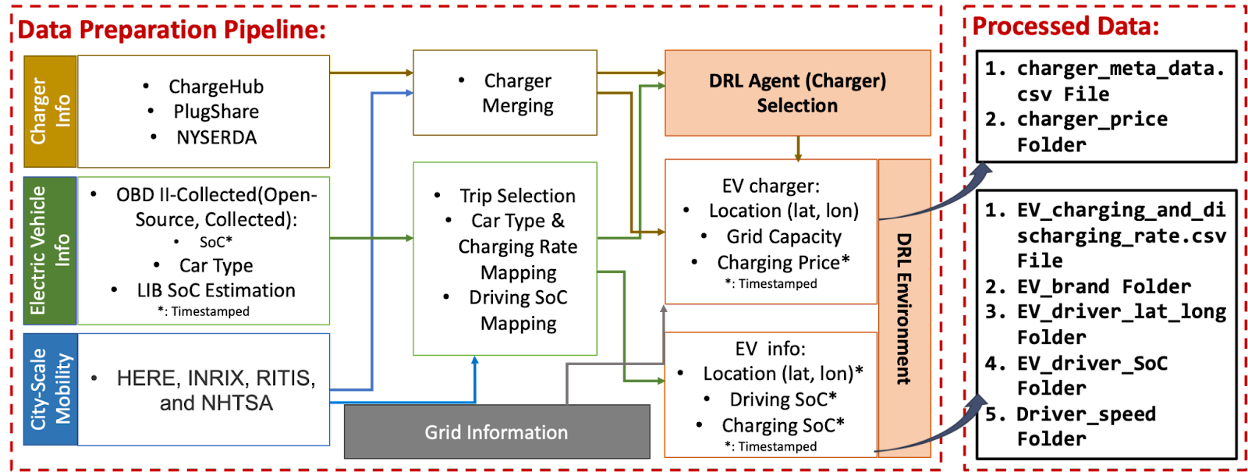 Data Preparation Pipeline:
Charger
Info
• ChargeHub
• PlugShare
• NYSERDA
Electric Vehicle
Info
• OBD II-Collected(Open-
Source, Collected):
• SoC*
• Car Type
• LIB SoC Estimation
*: Timestamped
City-Scale
Mobility
• HERE, INRIX, RITIS,
and NHTSA
• Charger
Merging
• Trip Selection
• Car Type &
Charging Rate
Mapping
• Driving SoC
Mapping
Grid Information
DRL Agent (Charger)
Selection
EV charger:
• Location (lat, lon)
• Grid Capacity
• Charging Price*
*: Timestamped
EV info:
• Location (lat, lon)*
• Driving SoC*
• Charging SoC*
*: Timestamped
DRL Environment
Processed Data:
1. charger_meta_data.
csv File
2. charger_price
Folder
1. EV_charging_and_di
scharging_rate.csv
File
2. EV_brand Folder
3. EV_driver_lat_long
Folder
4. EV_driver_SoC
Folder
5. Driver_speed
Folder